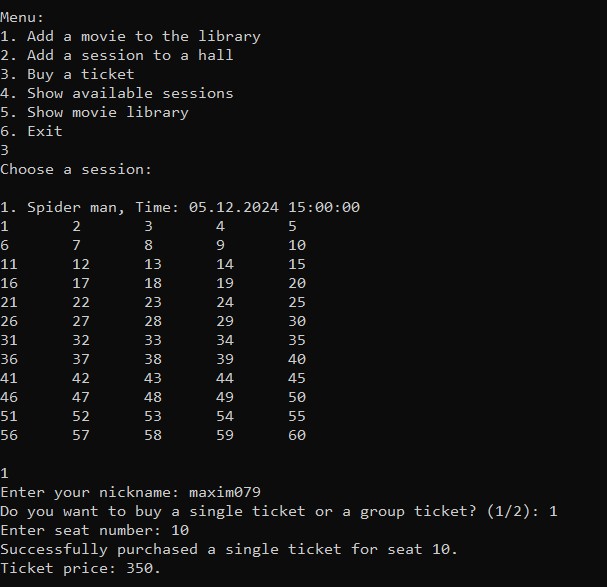 Menu:
1. Add a movie to the library
2. Add a session to a hall
3. Buy a ticket
4. Show available sessions
5. Show movie library
6. Exit
3
Choose a session:

1. Spider man, Time: 05.12.2024 15:00:00
1 2 3 4 5
6 7 8 9 10
11 12 13 14 15
16 17 18 19 20
21 22 23 24 25
26 27 28 29 30
31 32 33 34 35
36 37 38 39 40
41 42 43 44 45
46 47 48 49 50
51 52 53 54 55
56 57 58 59 60

1
Enter your nickname: maxim079
Do you want to buy a single ticket or a group ticket? (1/2): 1
Enter seat number: 10
Successfully purchased a single ticket for seat 10.
Ticket price: 350.